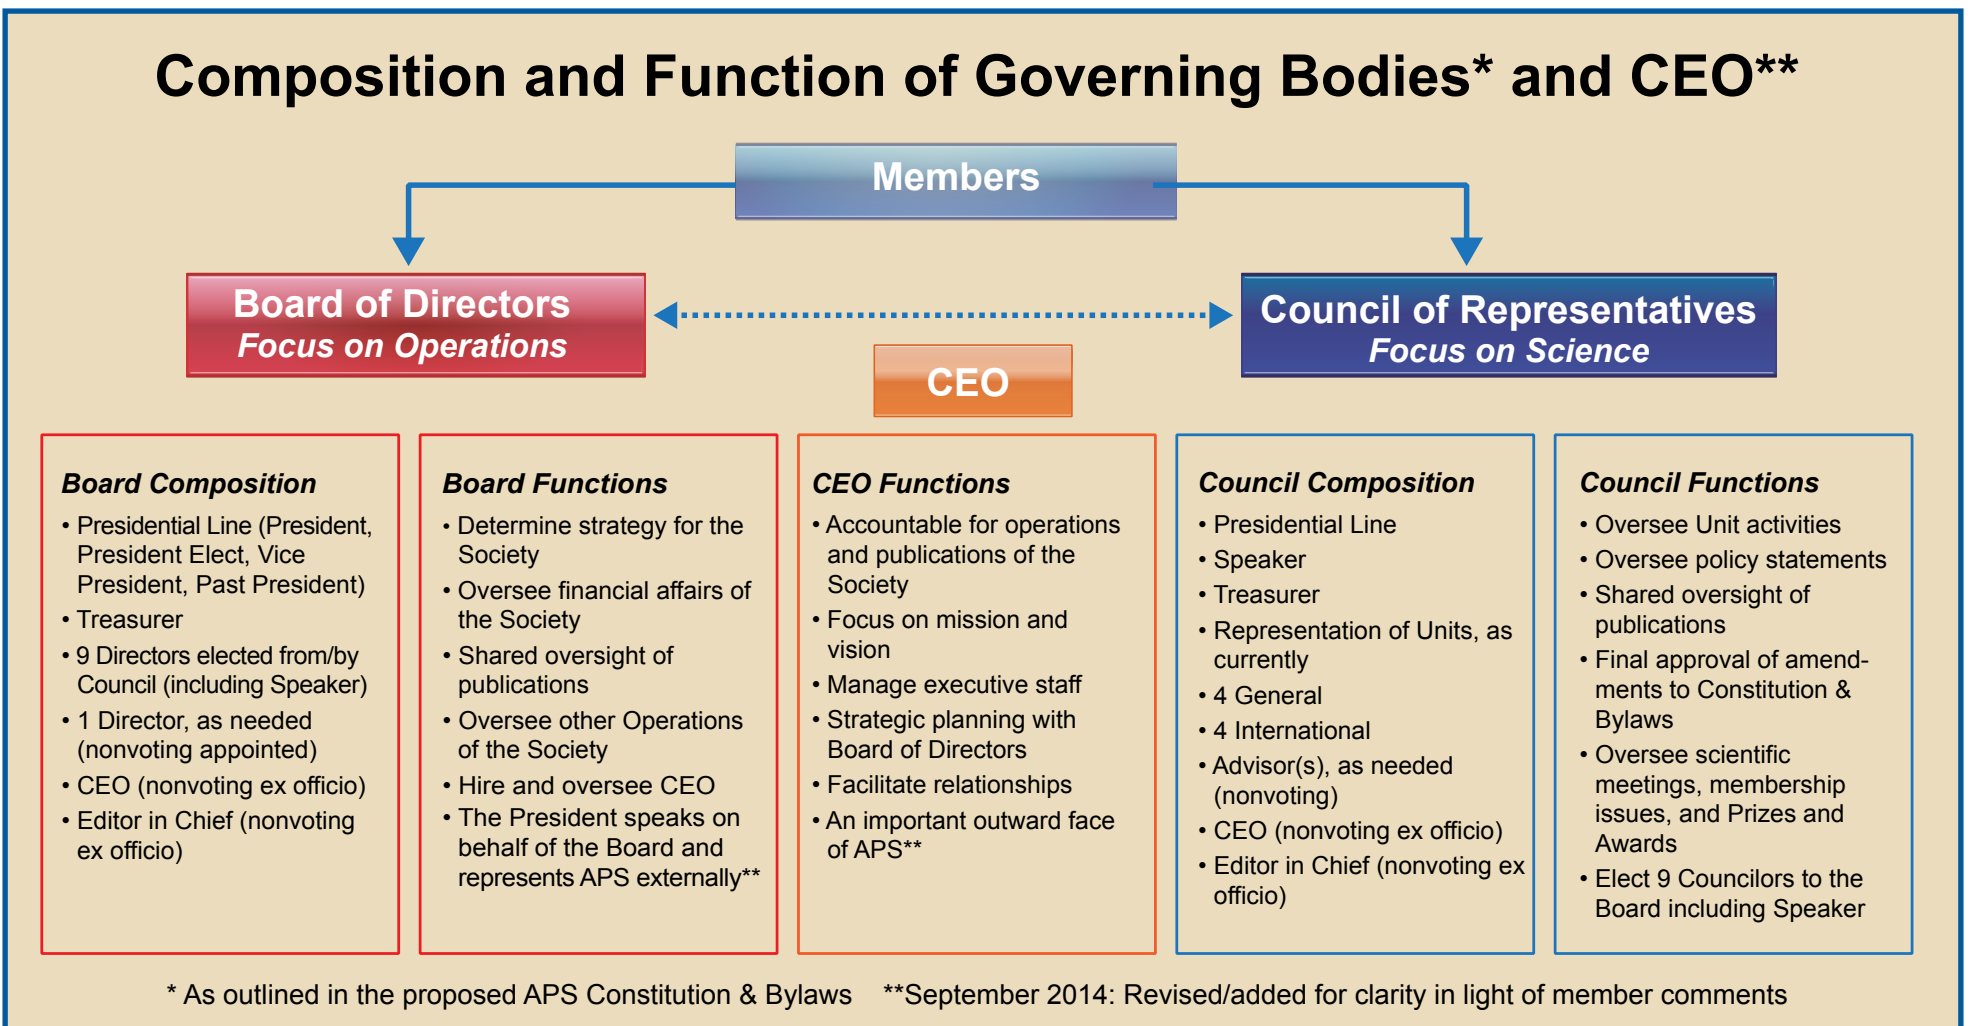 Composition and Function of Governing Bodies* and CEO**
Members
Board of Directors
Focus on Operations
Council of Representatives
Focus on Science
CEO
Board Composition
• Presidential Line (President,
President Elect, Vice
President, Past President)
• Treasurer
• 9 Directors elected from/by
Council (including Speaker)
• 1 Director, as needed
(nonvoting appointed)
• CEO (nonvoting ex officio)
• Editor in Chief (nonvoting
ex officio)
Board Functions
• Determine strategy for the
Society
• Oversee financial affairs of
the Society
• Shared oversight of
publications
• Oversee other Operations
of the Society
• Hire and oversee CEO
• The President speaks on
behalf of the Board and
represents APS externally**
CEO Functions
• Accountable for operations
and publications of the
Society
• Focus on mission and
vision
• Manage executive staff
• Strategic planning with
Board of Directors
• Facilitate relationships
• An important outward face
of APS**
Council Composition
• Presidential Line
• Speaker
• Treasurer
• Representation of Units, as
currently
• 4 General
• 4 International
• Advisor(s), as needed
(nonvoting)
• CEO (nonvoting ex officio)
• Editor in Chief (nonvoting ex
officio)
Council Functions
• Oversee Unit activities
• Oversee policy statements
• Shared oversight of
publications
• Final approval of amend-
ments to Constitution &
Bylaws
• Oversee scientific
meetings, membership
issues, and Prizes and
Awards
• Elect 9 Councilors to the
Board including Speaker
* As outlined in the proposed APS Constitution & Bylaws **September 2014: Revised/added for clarity in light of member comments